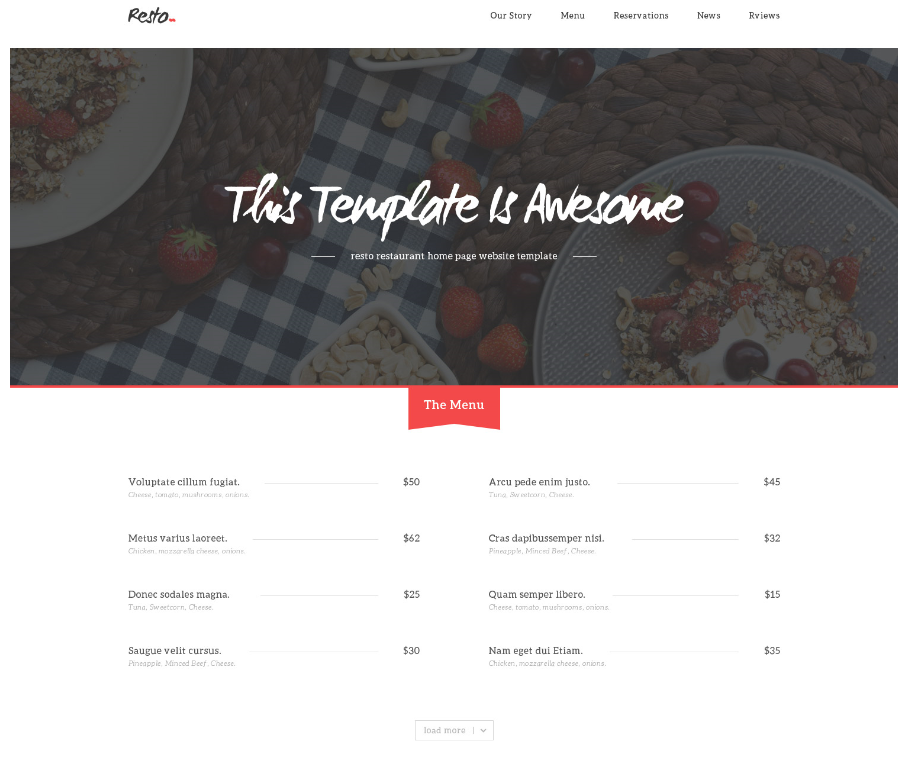 Resto
Our Story Menu Reservations News Rviews
This Template Is Awesome
resto restaurant home page website template
The Menu
Voluptate cillum fugiat. $50
Cheese, tomato, mushrooms, onions.
Arcu pede enim justo. $45
Tuna, Sweetcorn, Cheese.
Metus varius laoreet. $62
Chicken, mozzarella cheese, onions.
Cras dapibussemper nisi. $32
Pineapple, Minced Beef, Cheese.
Donec sodales magna. $25
Tuna, Sweetcorn, Cheese.
Quam semper libero. $15
Cheese, tomato, mushrooms, onions.
Saugue velit cursus. $30
Pineapple, Minced Beef, Cheese.
Nam eget dui Etiam. $35
Chicken, mozzarella cheese, onions.
load more